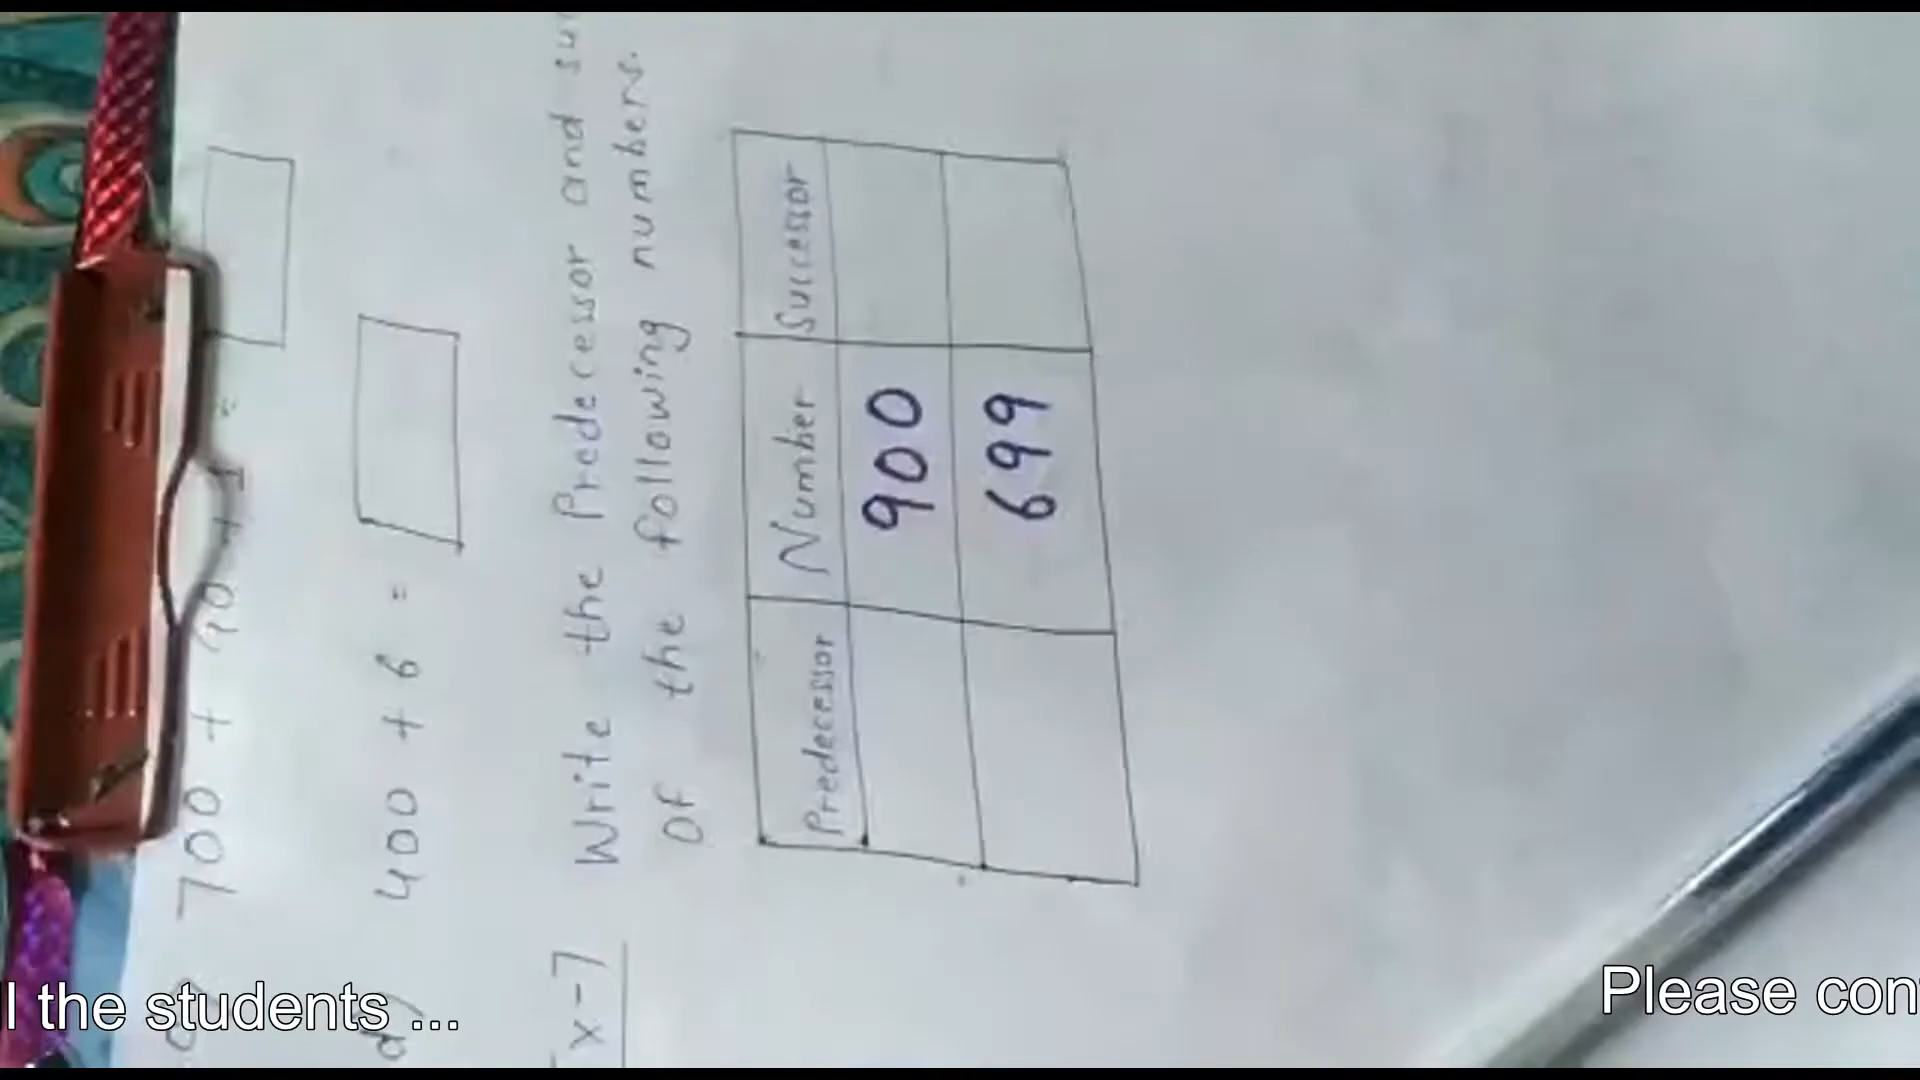 700 + 90 + 1 =
d) 400 + 6 =
Ex-7 Write the Predecessor and su
of the following numbers.
Predecessor Number Successor
900
699
ll the students ...
Please con